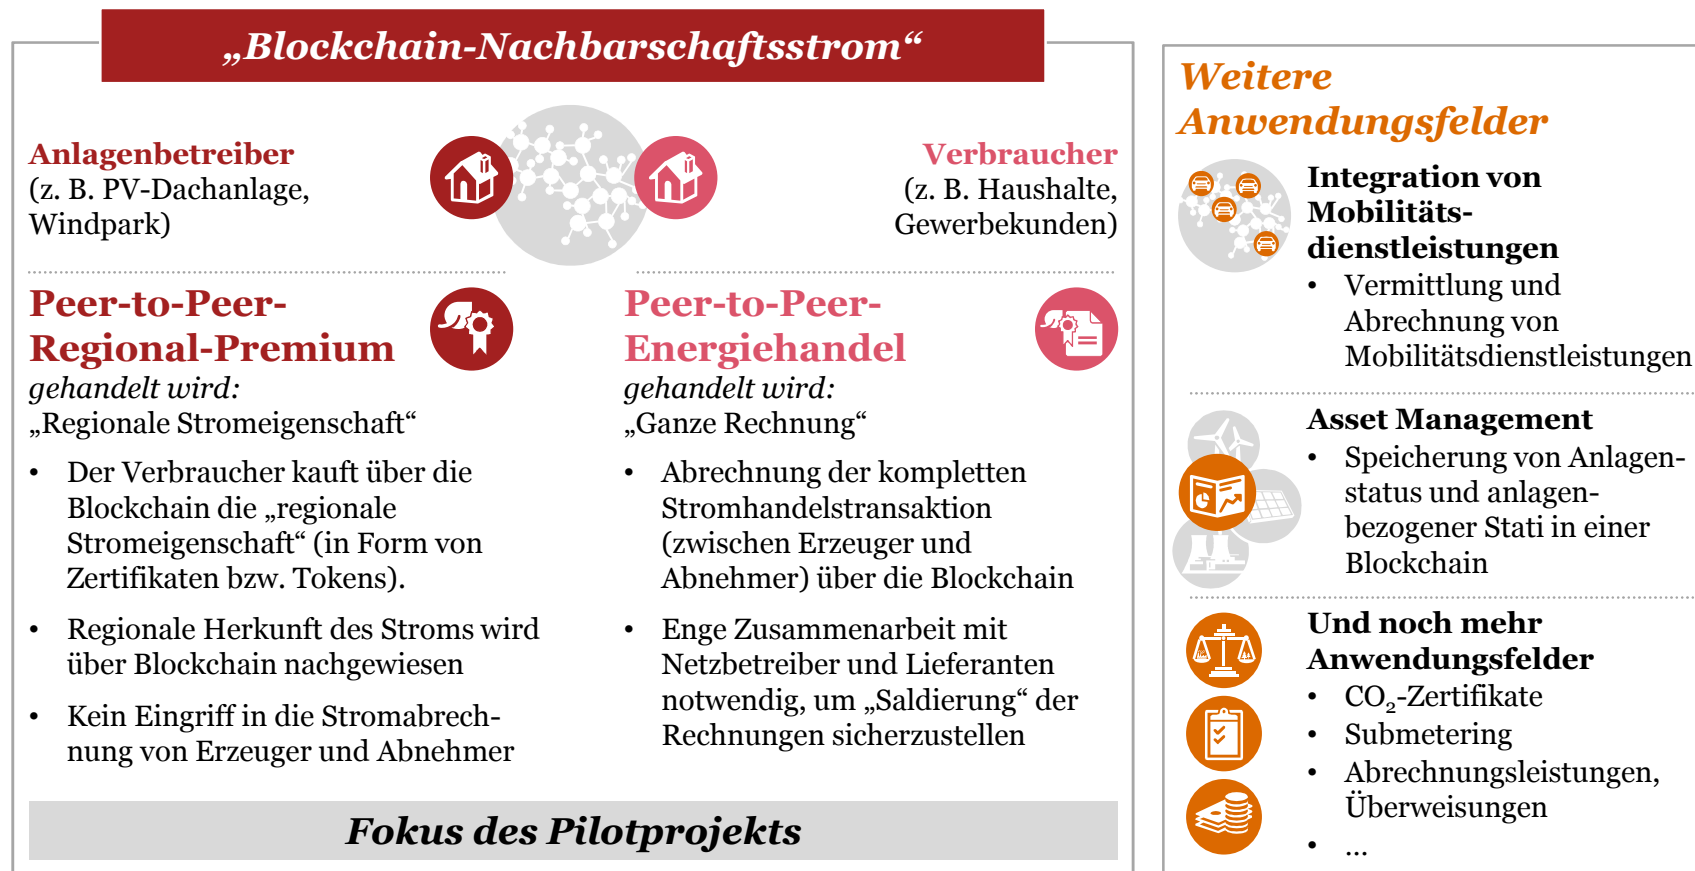 „Blockchain-Nachbarschaftsstrom“
Anlagenbetreiber
(z. B. PV-Dachanlage,
Windpark)
Verbraucher
(z. B. Haushalte,
Gewerbekunden)
Peer-to-Peer-
Regional-Premium
gehandelt wird:
„Regionale Stromeigenschaft“
• Der Verbraucher kauft über die
Blockchain die „regionale
Stromeigenschaft“ (in Form von
Zertifikaten bzw. Tokens).
• Regionale Herkunft des Stroms wird
über Blockchain nachgewiesen
• Kein Eingriff in die Stromabrech-
nung von Erzeuger und Abnehmer
Peer-to-Peer-
Energiehandel
gehandelt wird:
„Ganze Rechnung“
• Abrechnung der kompletten
Stromhandelstransaktion
(zwischen Erzeuger und
Abnehmer) über die Blockchain
• Enge Zusammenarbeit mit
Netzbetreiber und Lieferanten
notwendig, um „Saldierung“ der
Rechnungen sicherzustellen
Fokus des Pilotprojekts
Weitere
Anwendungsfelder
Integration von
Mobilitäts-
dienstleistungen
• Vermittlung und
Abrechnung von
Mobilitätsdienstleistungen
Asset Management
• Speicherung von Anlagen-
status und anlagen-
bezogener Stati in einer
Blockchain
Und noch mehr
Anwendungsfelder
• CO₂-Zertifikate
• Submetering
• Abrechnungsleistungen,
Überweisungen
• ...